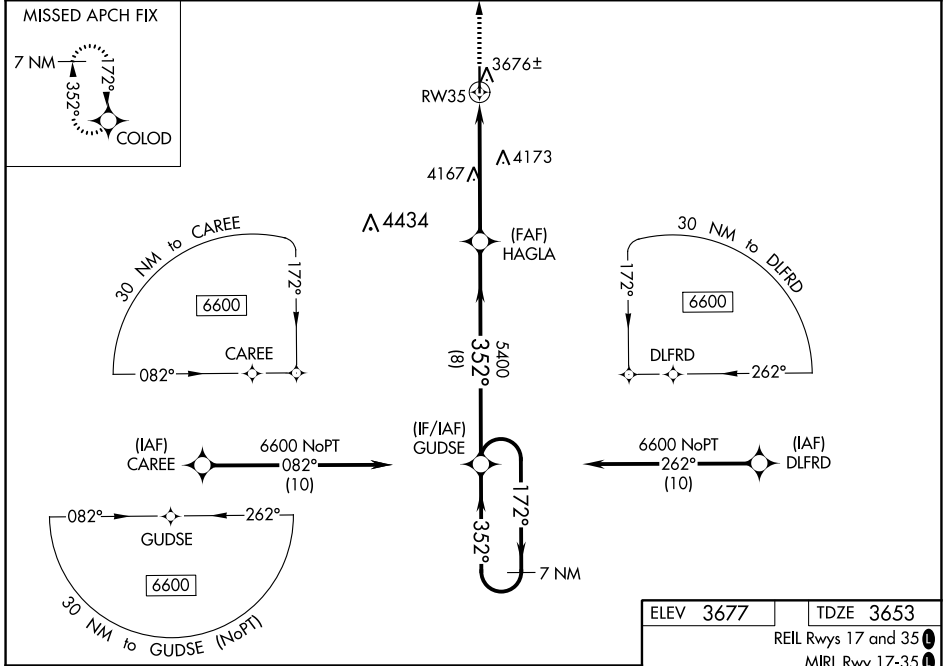 MISSED APCH FIX
7 NM
172°
352°
COLOD
3676±
RW35
4173
4167
4434
(FAF)
HAGLA
30 NM to CAREE
172°
6600
CAREE
082°
30 NM to DLFRD
172°
6600
DLFRD
262°
5400
352°
(8)
(IAF)
CAREE
6600 NoPT
082°
(10)
(IF/IAF)
GUDSE
6600 NoPT
262°
(10)
(IAF)
DLFRD
172°
352°
7 NM
082°
262°
GUDSE
6600
30 NM to GUDSE (NoPT)
ELEV 3677
TDZE 3653
REIL Rwys 17 and 35 L
MIRL Rwy 17-35 L